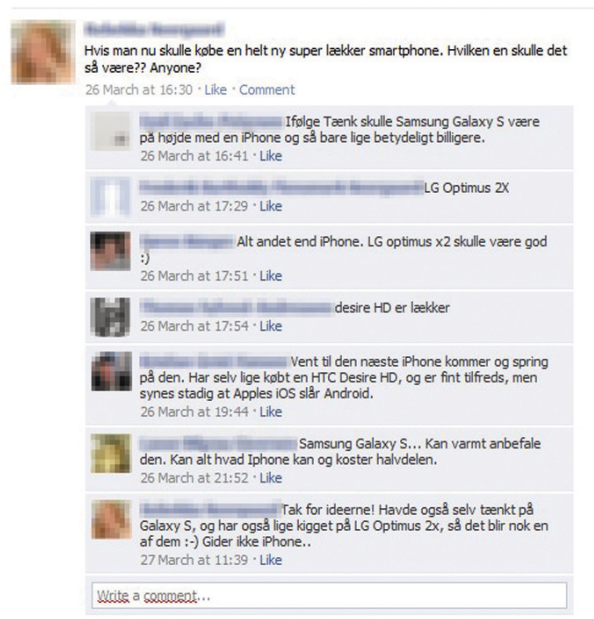 Hvis man nu skulle købe en helt ny super lækker smartphone. Hvilken en skulle det
så være?? Anyone?
26 March at 16:30 · Like · Comment
Ifølge Tænk skulle Samsung Galaxy S være
på højde med en iPhone og så bare lige betydeligt billigere.
26 March at 16:41 · Like
LG Optimus 2X
26 March at 17:29 · Like
Alt andet end iPhone. LG optimus x2 skulle være god
:)
26 March at 17:51 · Like
desire HD er lækker
26 March at 17:54 · Like
Vent til den næste iPhone kommer og spring
på den. Har selv lige købt en HTC Desire HD, og er fint tilfreds, men
synes stadig at Apples iOS slår Android.
26 March at 19:44 · Like
Samsung Galaxy S... Kan varmt anbefale
den. Kan alt hvad Iphone kan og koster halvdelen.
26 March at 21:52 · Like
Tak for ideerne! Havde også selv tænkt på
Galaxy S, og har også lige kigget på LG Optimus 2x, så det blir nok en
af dem :-) Gider ikke iPhone..
27 March at 11:39 · Like
Write a comment...